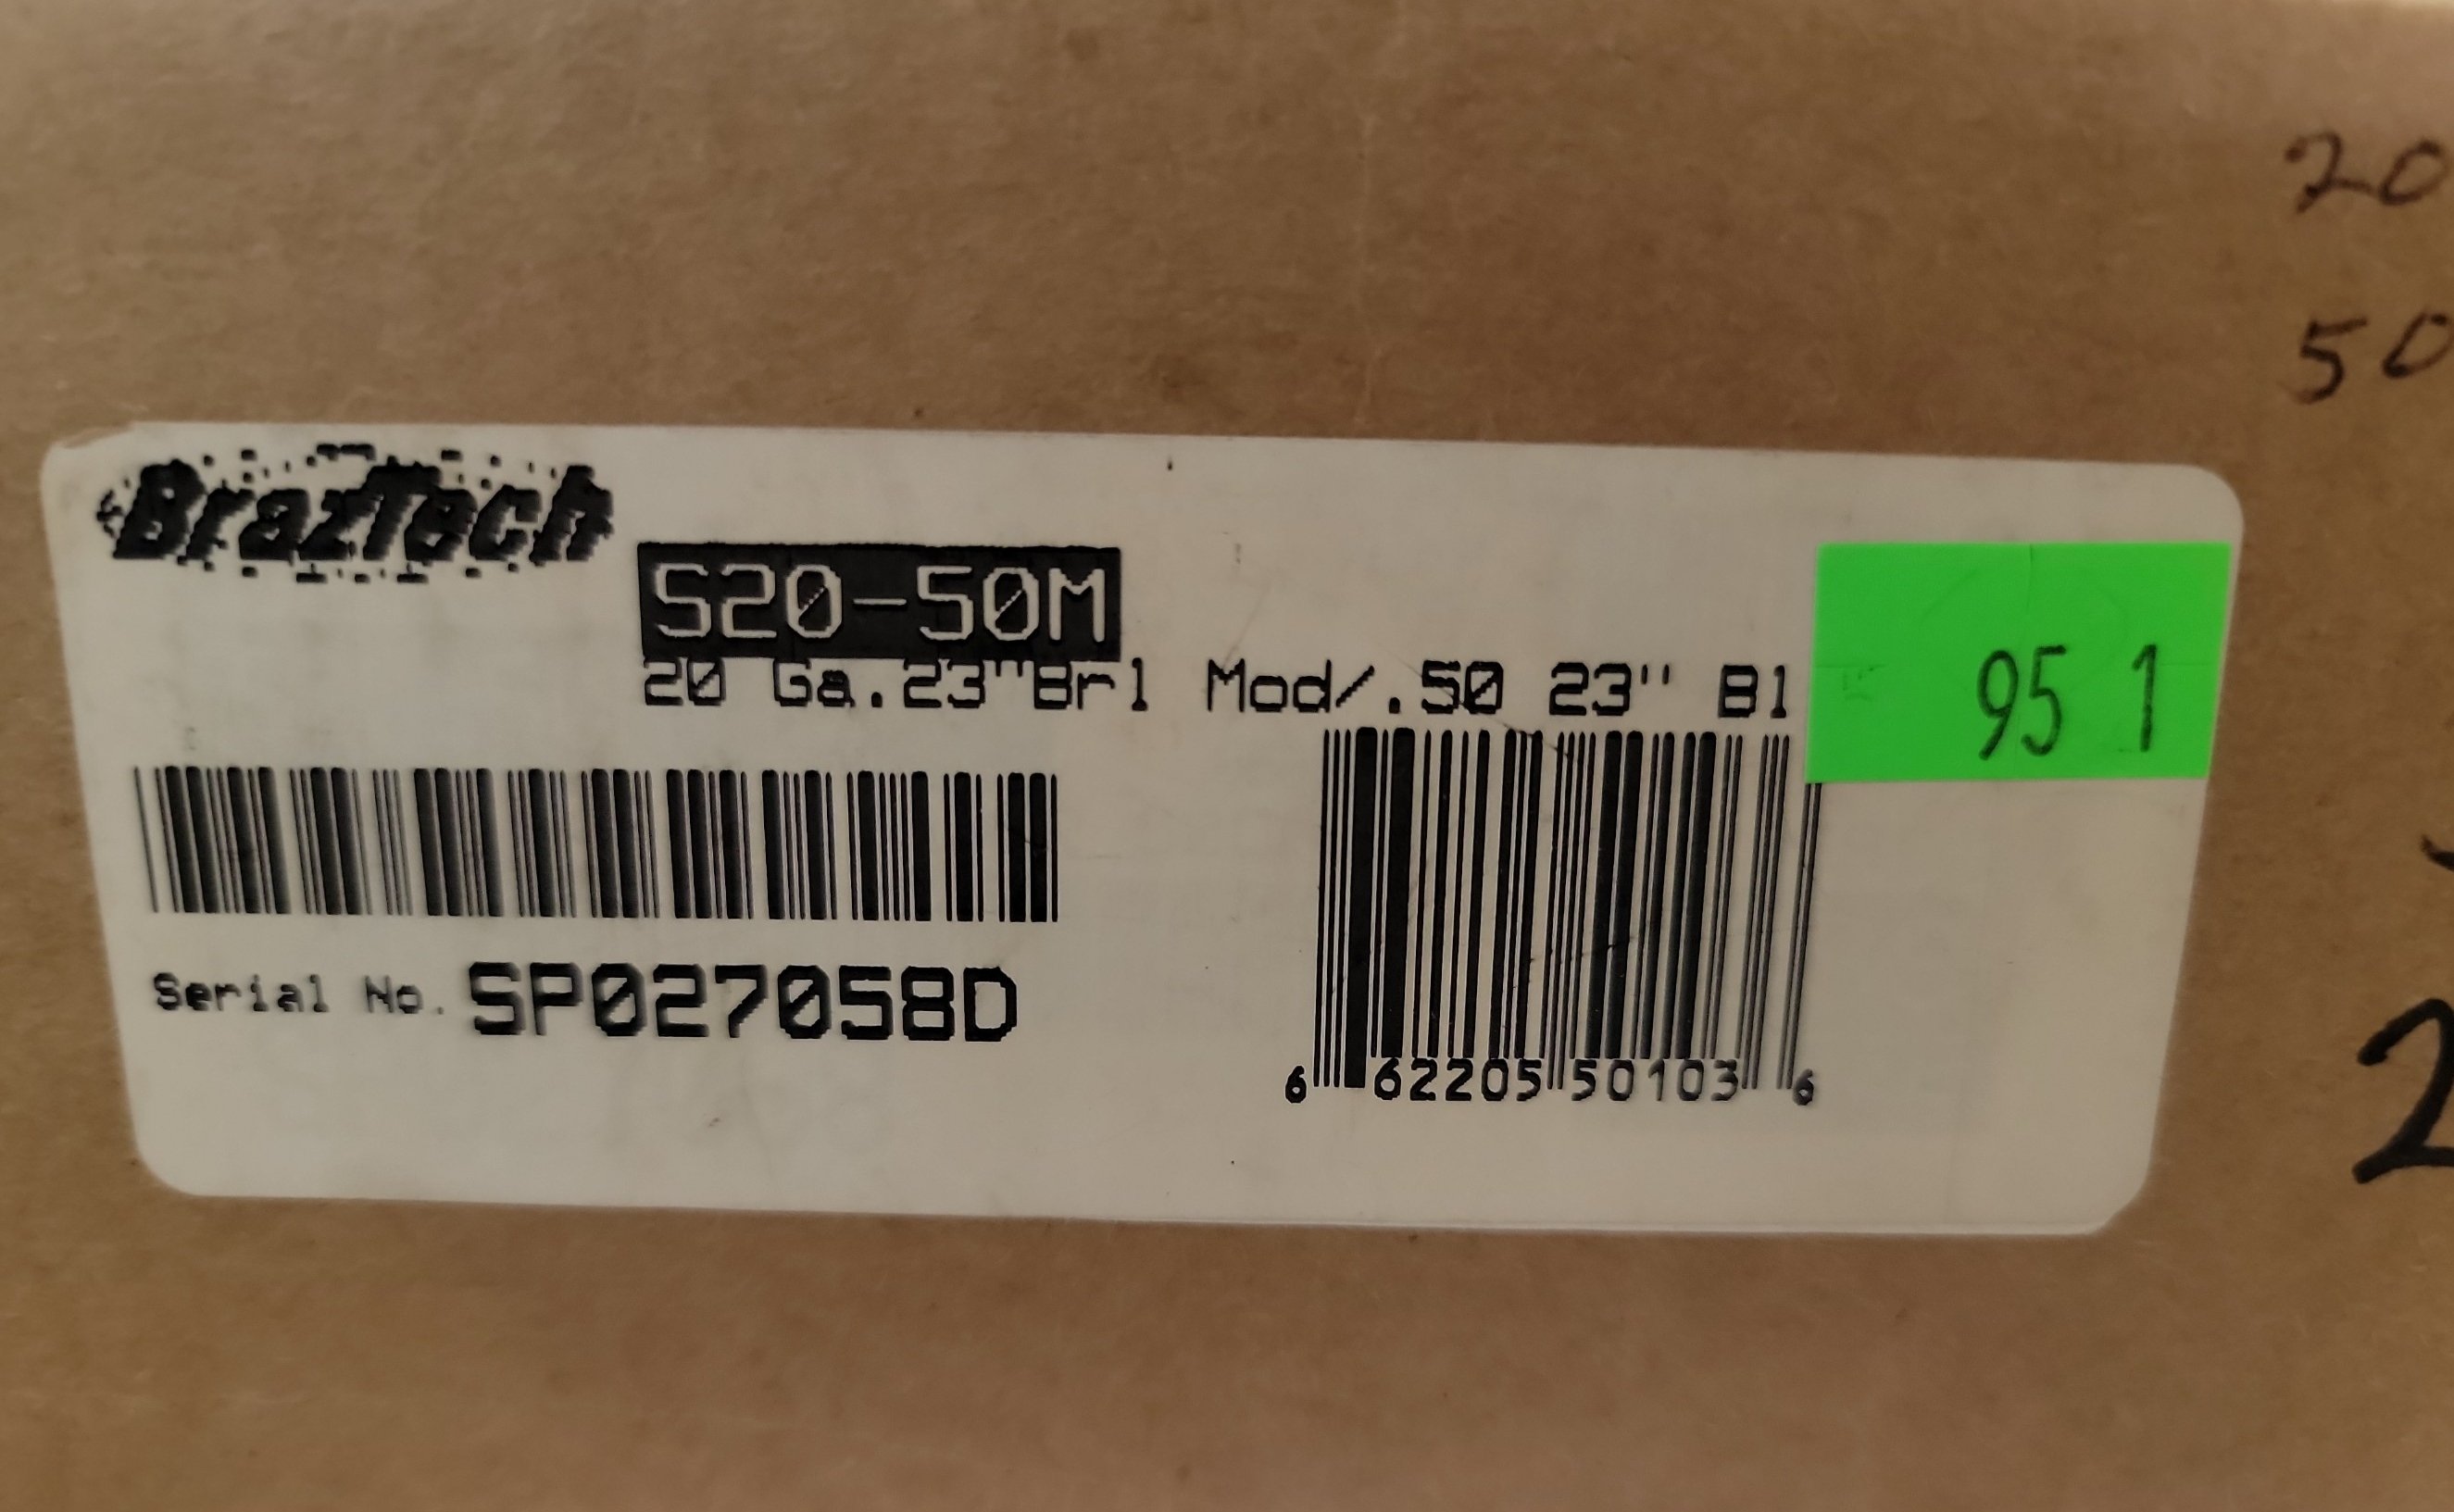 20
50
BrazTech
S20-50M
20 Ga.23"Brl Mod/.50 23" Bl
95 1
Serial No. SP027058D
6 62205 50103 6
2